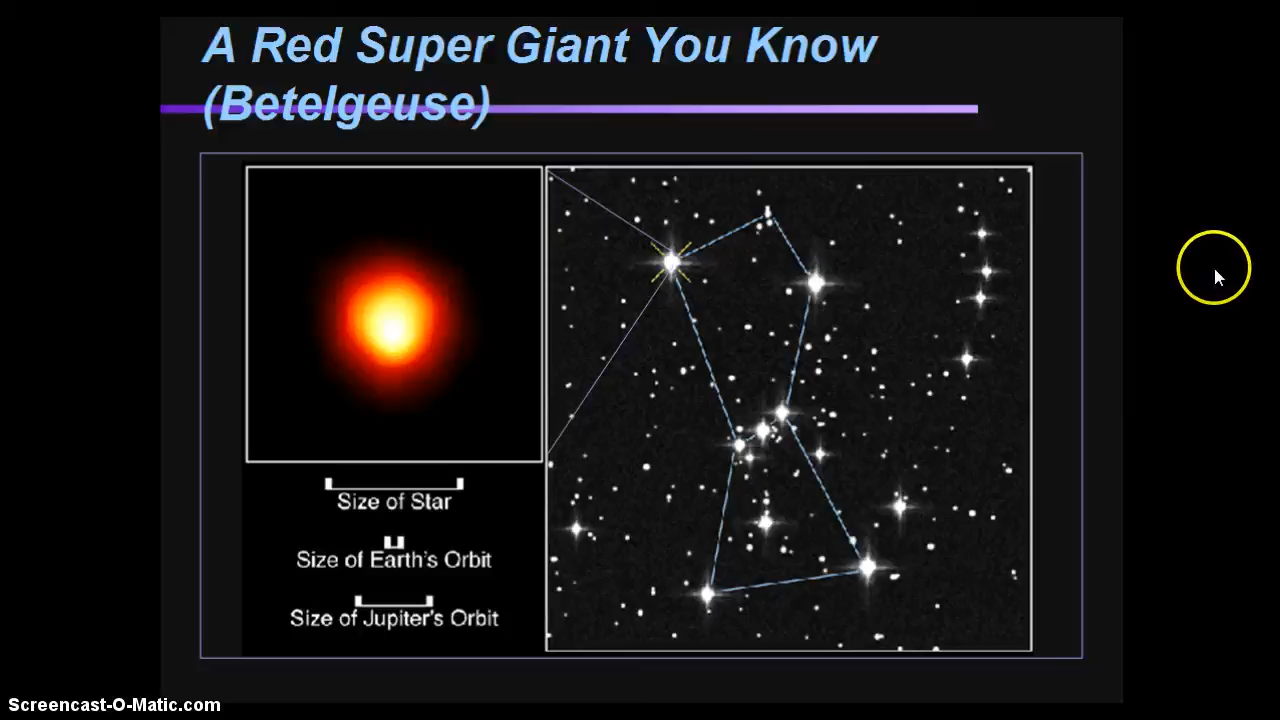 A Red Super Giant You Know
(Betelgeuse)
Size of Star
Size of Earth's Orbit
Size of Jupiter's Orbit
Screencast-O-Matic.com